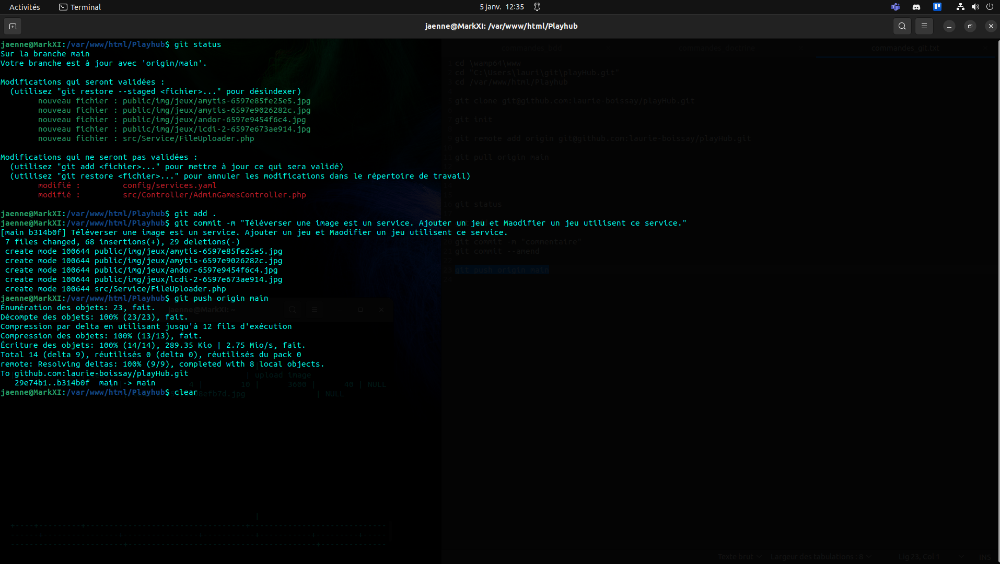 Activités
Terminal
5 janv. 12:35
jaenne@MarkXI: /var/www/html/Playhub
jaenne@MarkXI:/var/www/html/Playhub$ git status
Sur la branche main
Votre branche est à jour avec 'origin/main'.
Modifications qui seront validées :
(utilisez "git restore --staged <fichier>..." pour désindexer)
nouveau fichier : public/img/jeux/amytis-6597e85fe25e5.jpg
nouveau fichier : public/img/jeux/amytis-6597e9026282c.jpg
nouveau fichier : public/img/jeux/andor-6597e9454f6c4.jpg
nouveau fichier : public/img/jeux/lcdi-2-6597e673ae914.jpg
nouveau fichier : src/Service/FileUploader.php
Modifications qui ne seront pas validées :
(utilisez "git add <fichier>..." pour mettre à jour ce qui sera validé)
(utilisez "git restore <fichier>..." pour annuler les modifications dans le répertoire de travail)
modifié :         config/services.yaml
modifié :         src/Controller/AdminGamesController.php
jaenne@MarkXI:/var/www/html/Playhub$ git add .
jaenne@MarkXI:/var/www/html/Playhub$ git commit -m "Téléverser une image est un service. Ajouter un jeu et Maodifier un jeu utilisent ce service."
[main b314b0f] Téléverser une image est un service. Ajouter un jeu et Maodifier un jeu utilisent ce service.
7 files changed, 68 insertions(+), 29 deletions(-)
create mode 100644 public/img/jeux/amytis-6597e85fe25e5.jpg
create mode 100644 public/img/jeux/amytis-6597e9026282c.jpg
create mode 100644 public/img/jeux/andor-6597e9454f6c4.jpg
create mode 100644 public/img/jeux/lcdi-2-6597e673ae914.jpg
create mode 100644 src/Service/FileUploader.php
jaenne@MarkXI:/var/www/html/Playhub$ git push origin main
Énumération des objets: 23, fait.
Décompte des objets: 100% (23/23), fait.
Compression par delta en utilisant jusqu'à 12 fils d'exécution
Compression des objets: 100% (13/13), fait.
Écriture des objets: 100% (14/14), 289.35 Kio | 2.75 Mio/s, fait.
Total 14 (delta 9), réutilisés 0 (delta 0), réutilisés du pack 0
remote: Resolving deltas: 100% (9/9), completed with 8 local objects.
To github.com:laurie-boissay/playHub.git
29e74b1..b314b0f  main -> main
jaenne@MarkXI:/var/www/html/Playhub$ clear
jaenne@MarkXI: ~
| upload image
4 | 10 | 3600 | 40 | NULL
| NULL
commandes_bdd
commandes_doctrine
commandes_git.txt
cd \wamp64\www
cd "C:\Users\lauri\git\playHub.git"
cd /var/www/html/Playhub
git clone git@github.com:laurie-boissay/playHub.git
git init
git remote add origin git@github.com:laurie-boissay/playHub.git
git pull origin main
git status
git commit -m "commentaire"
git commit --amend
git push origin main
Texte brut
Largeur des tabulations : 8
Lig 23, Col 1
INS